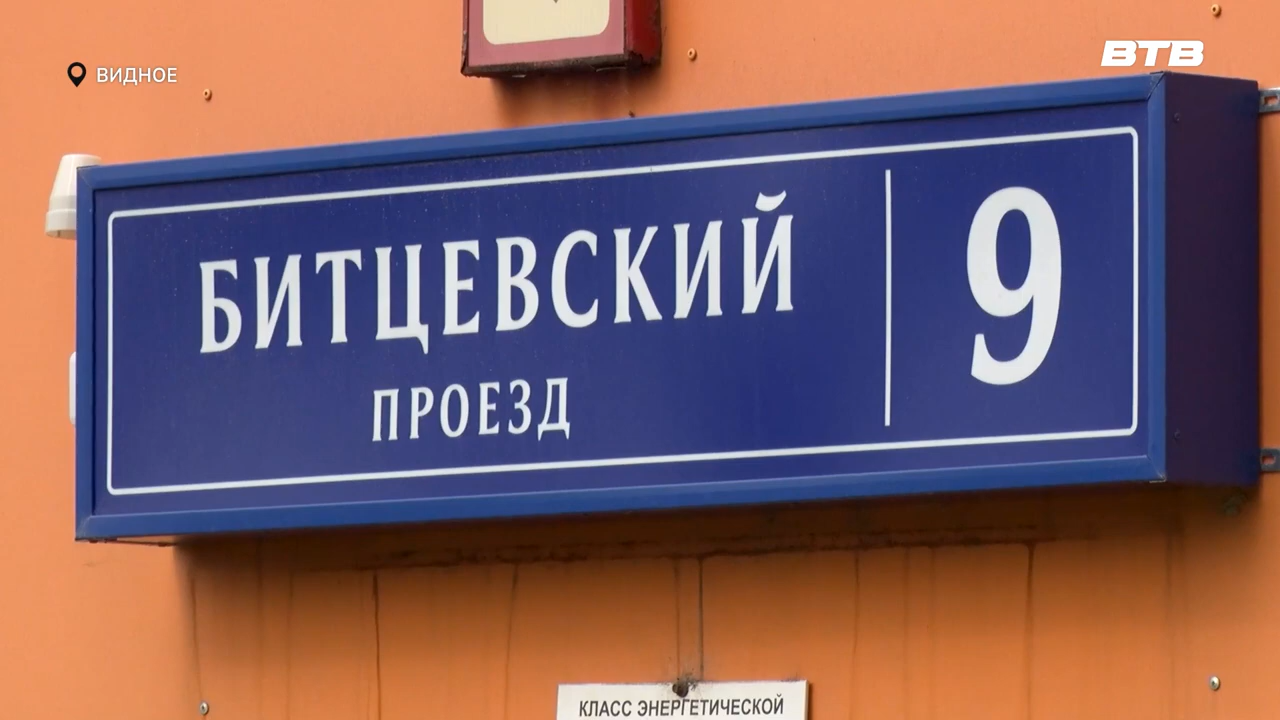 ВИДНОЕ
ВТВ
БИТЦЕВСКИЙ
ПРОЕЗД
9
КЛАСС ЭНЕРГЕТИЧЕСКОЙ